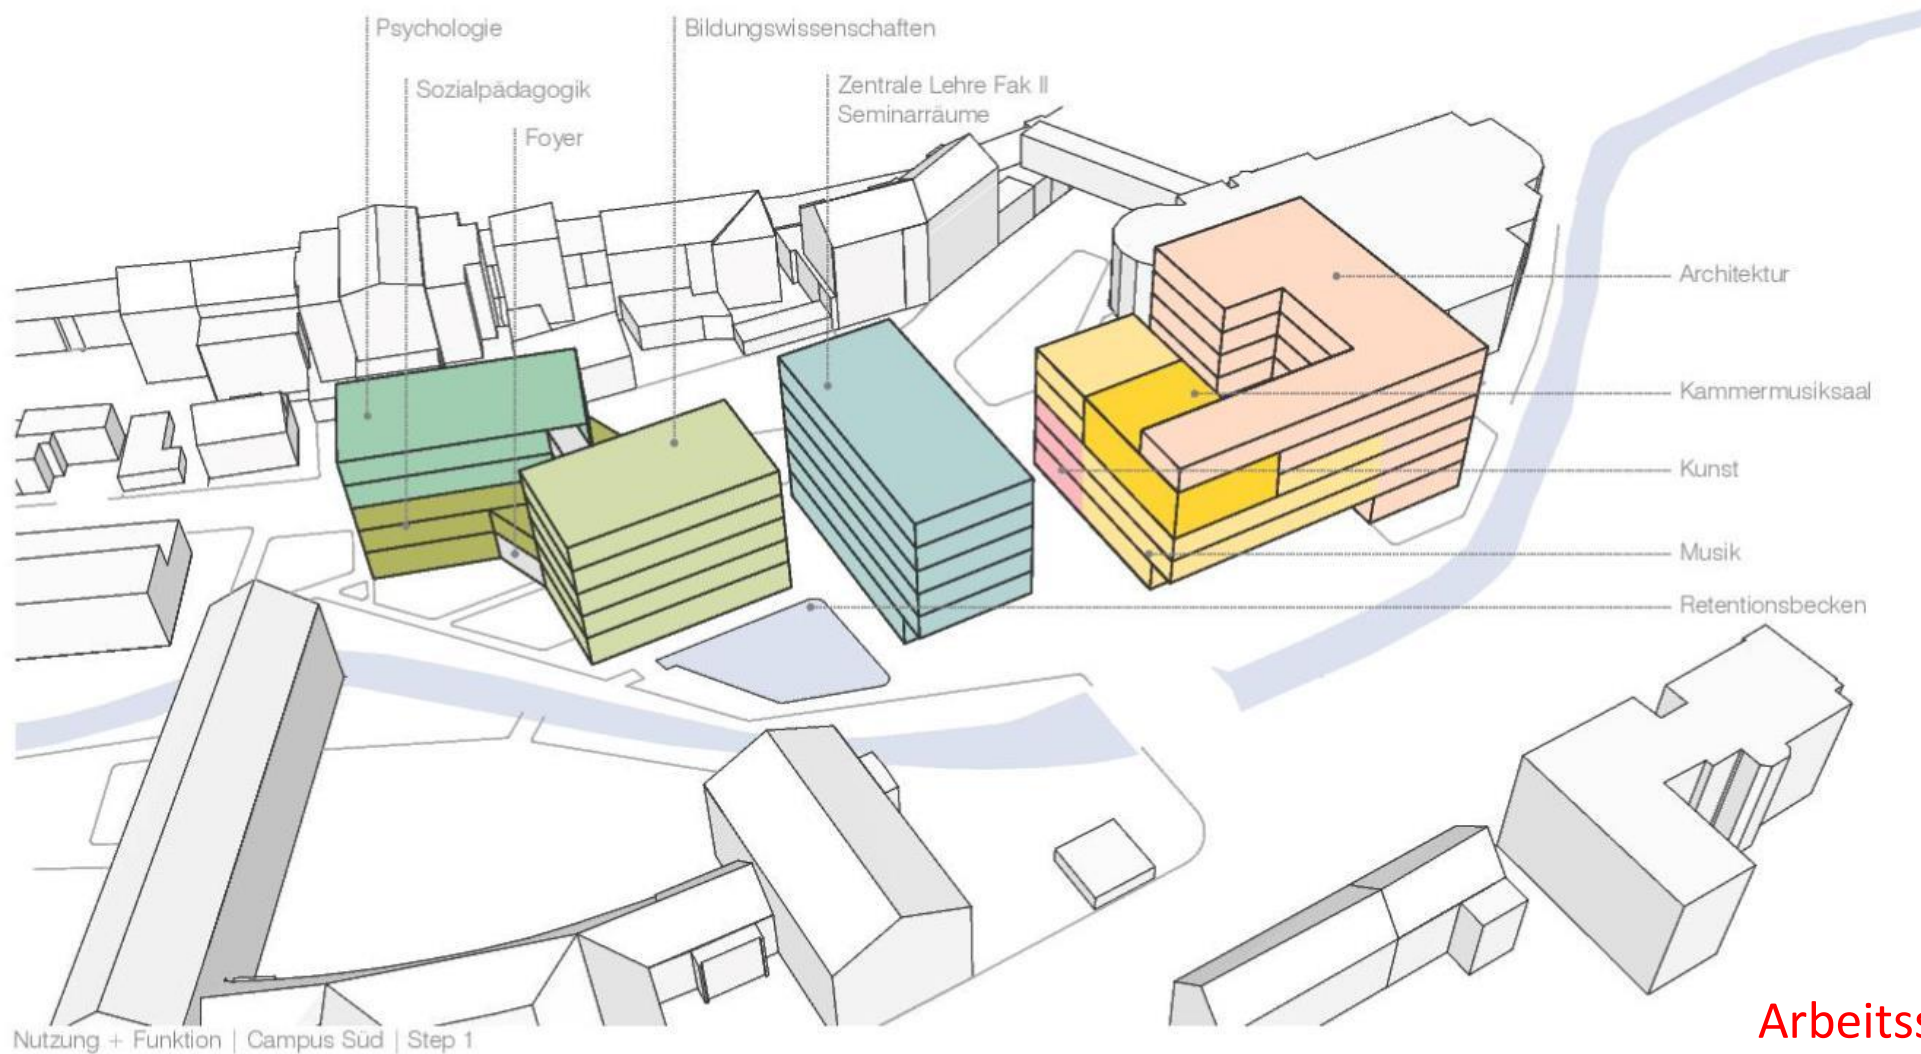 Psychologie
Bildungswissenschaften
Sozialpädagogik
Zentrale Lehre Fak II
Seminarräume
Foyer
Architektur
Kammermusiksaal
Kunst
Musik
Retentionsbecken
Nutzung + Funktion | Campus Süd | Step 1